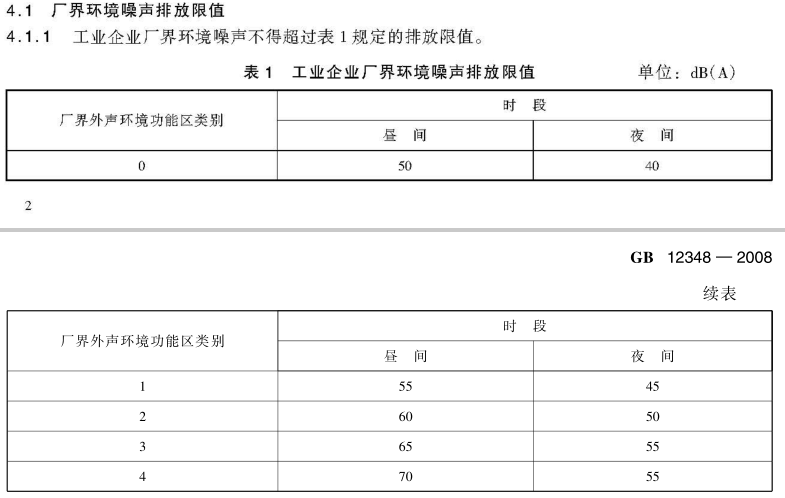 4.1 厂界环境噪声排放限值
4.1.1 工业企业厂界环境噪声不得超过表1规定的排放限值。
表1 工业企业厂界环境噪声排放限值 单位：dB(A)
厂界外声环境功能区类别 时 段
昼 间 夜 间
0 50 40
2
GB 12348—2008
续表
厂界外声环境功能区类别 时 段
昼 间 夜 间
1 55 45
2 60 50
3 65 55
4 70 55